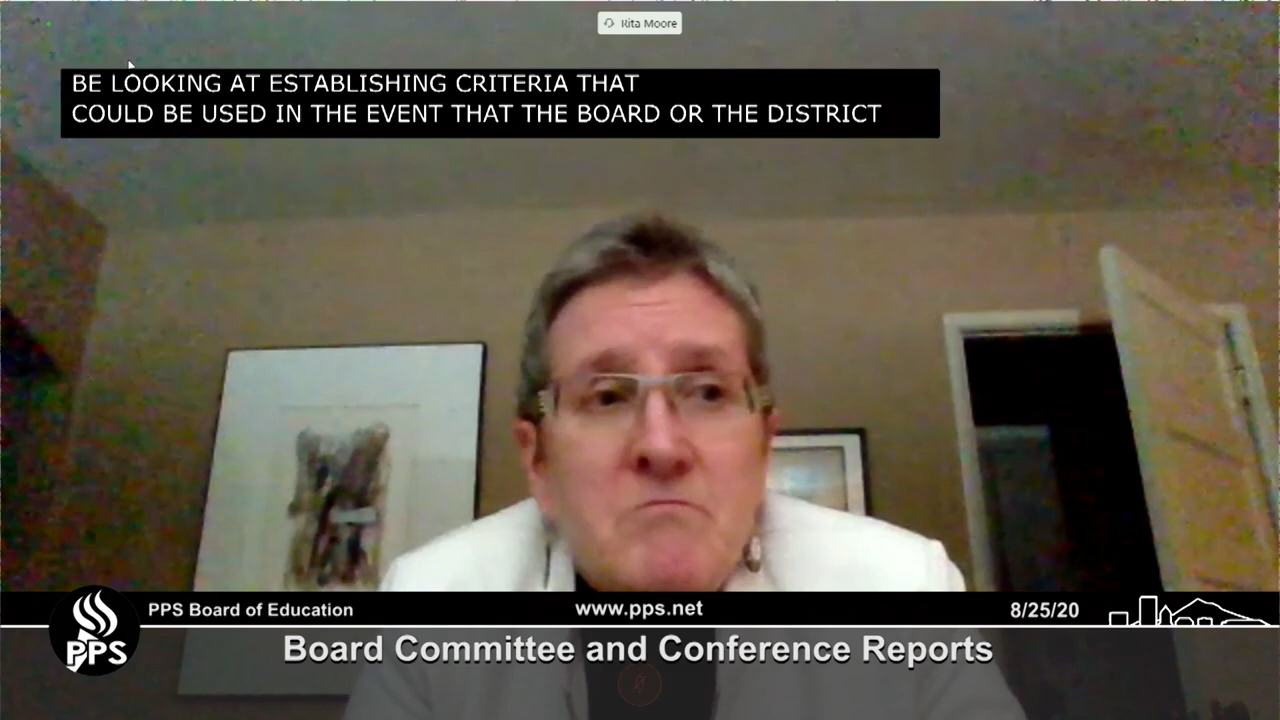 Rita Moore
BE LOOKING AT ESTABLISHING CRITERIA THAT
COULD BE USED IN THE EVENT THAT THE BOARD OR THE DISTRICT
PPS Board of Education
www.pps.net
8/25/20
PPS
Board Committee and Conference Reports